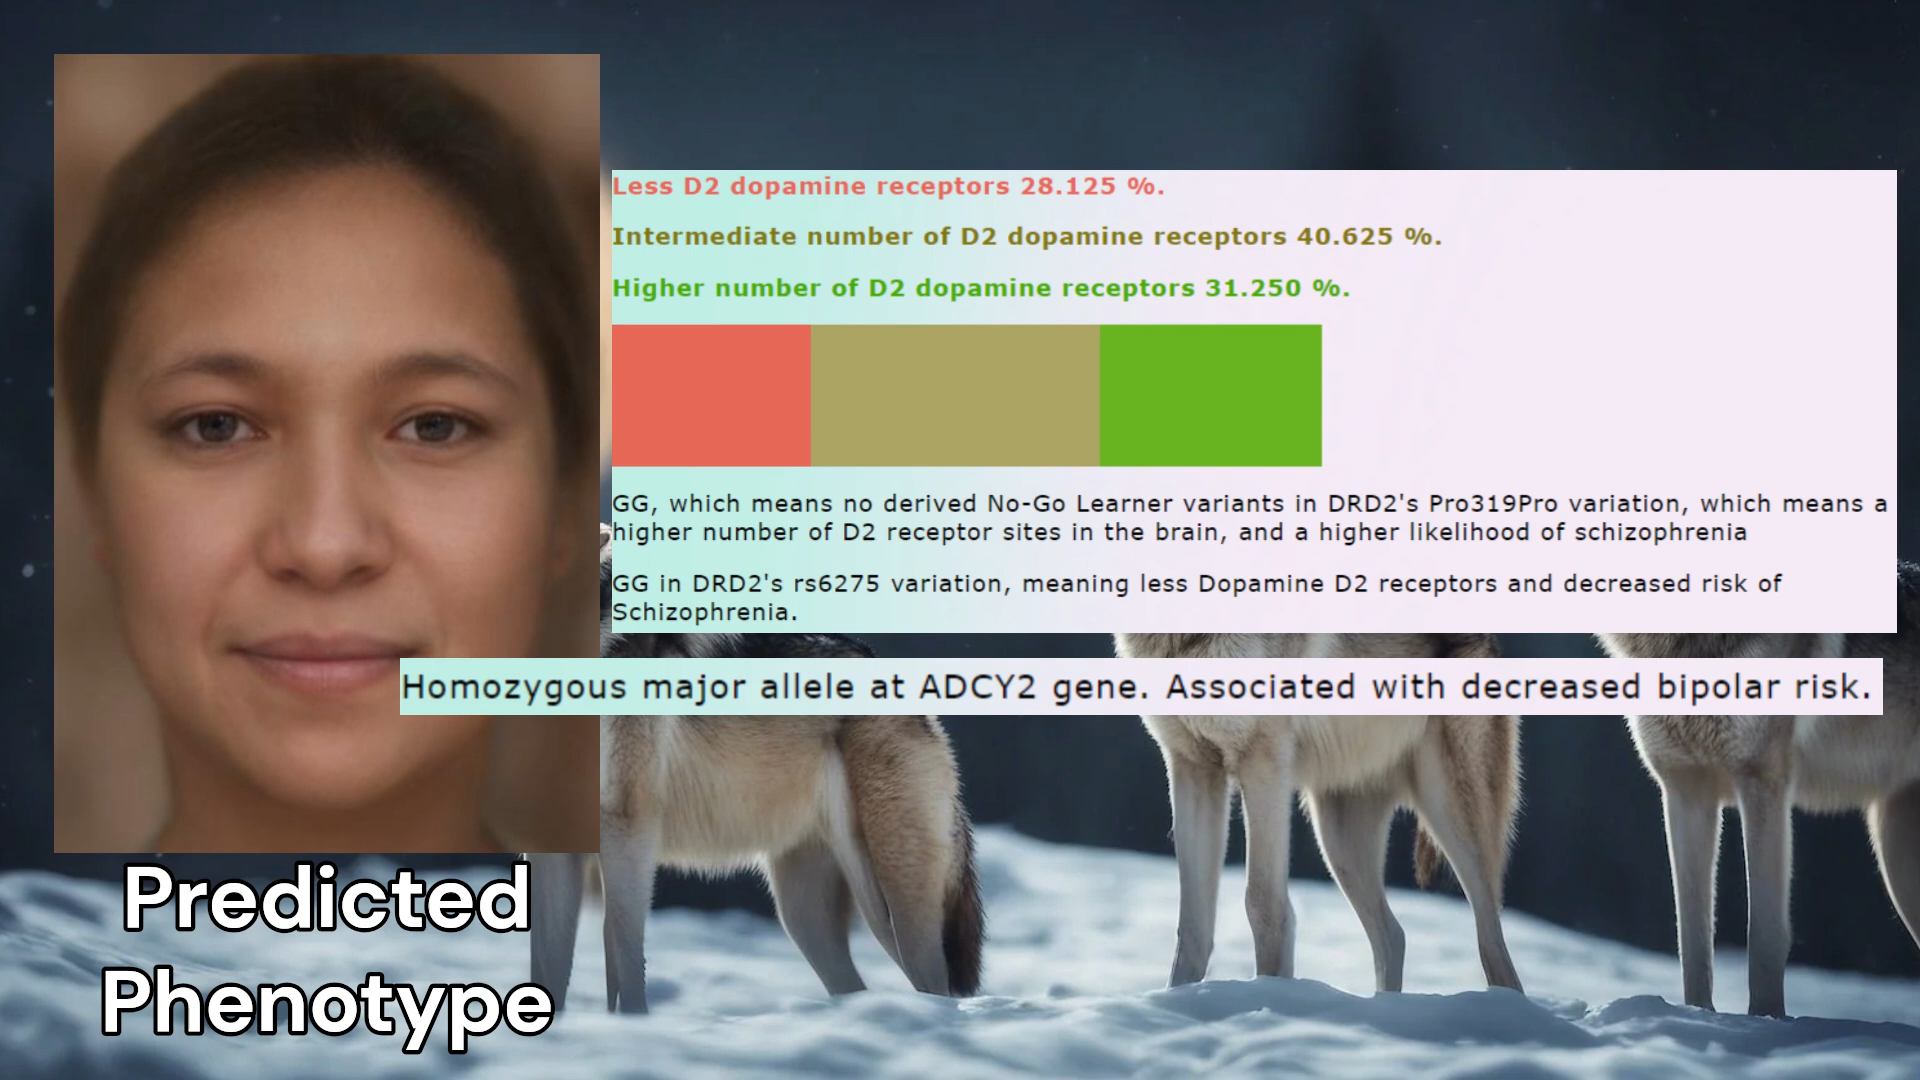 Less D2 dopamine receptors 28.125 %.
Intermediate number of D2 dopamine receptors 40.625 %.
Higher number of D2 dopamine receptors 31.250 %.
GG, which means no derived No-Go Learner variants in DRD2's Pro319Pro variation, which means a
higher number of D2 receptor sites in the brain, and a higher likelihood of schizophrenia
GG in DRD2's rs6275 variation, meaning less Dopamine D2 receptors and decreased risk of
Schizophrenia.
Homozygous major allele at ADCY2 gene. Associated with decreased bipolar risk.
Predicted
Phenotype